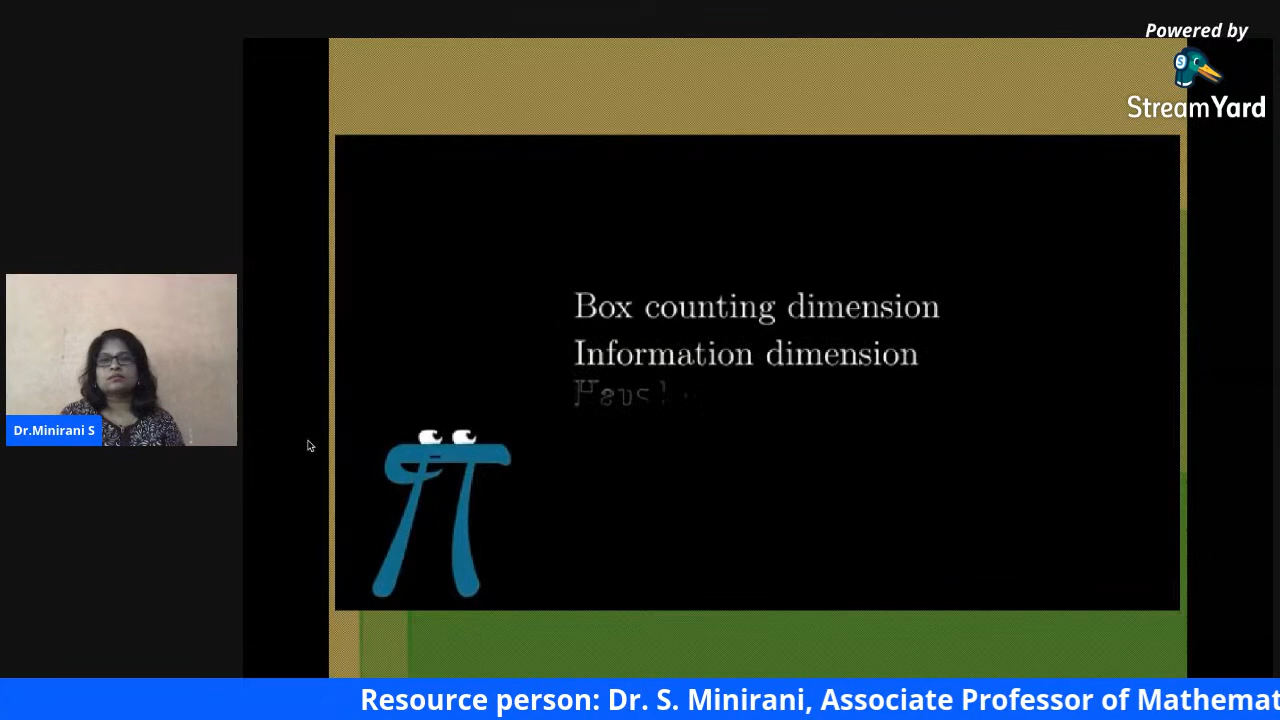 Powered by
StreamYard
Box counting dimension
Information dimension
Dr.Minirani S
Resource person: Dr. S. Minirani, Associate Professor of Mathemat